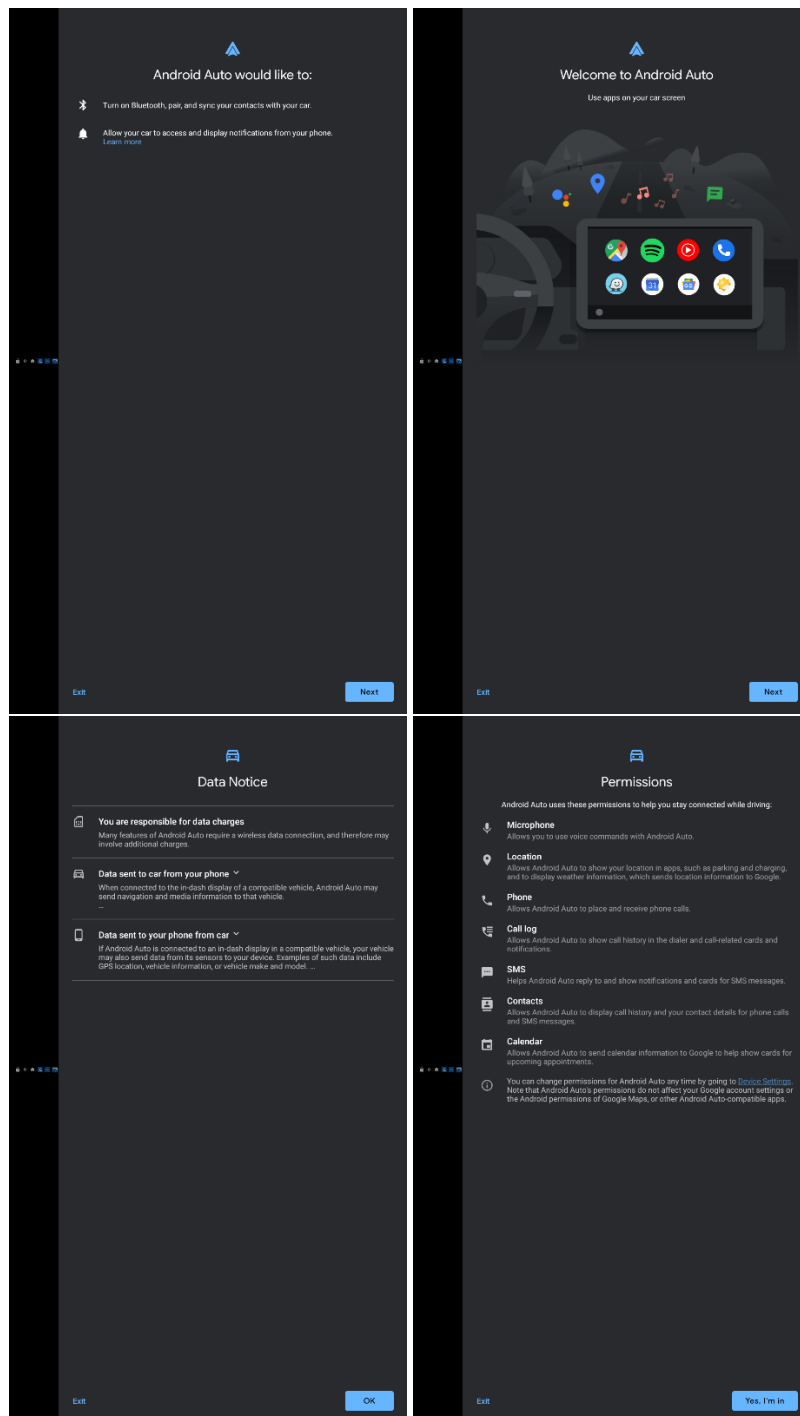 Android Auto would like to:
Turn on Bluetooth, pair, and sync your contacts with your car.
Allow your car to access and display notifications from your phone.
Learn more
Exit
Next
Welcome to Android Auto
Use apps on your car screen
31
Exit
Next
Data Notice
You are responsible for data charges
Many features of Android Auto require a wireless data connection, and therefore may
involve additional charges.
Data sent to car from your phone
When connected to the in-dash display of a compatible vehicle, Android Auto may
send navigation and media information to that vehicle.
...
Data sent to your phone from car
If Android Auto is connected to an in-dash display in a compatible vehicle, your vehicle
may also send data from its sensors to your device. Examples of such data include
GPS location, vehicle information, or vehicle make and model. ...
Exit
OK
Permissions
Android Auto uses these permissions to help you stay connected while driving:
Microphone
Allows you to use voice commands with Android Auto.
Location
Allows Android Auto to show your location in apps, such as parking and charging,
and to display weather information, which sends location information to Google.
Phone
Allows Android Auto to place and receive phone calls.
Call log
Allows Android Auto to show call history in the dialer and call-related cards and
notifications.
SMS
Helps Android Auto reply to and show notifications and cards for SMS messages.
Contacts
Allows Android Auto to display call history and your contact details for phone calls
and SMS messages.
Calendar
Allows Android Auto to send calendar information to Google to help show cards for
upcoming appointments.
You can change permissions for Android Auto any time by going to Device Settings.
Note that Android Auto's permissions do not affect your Google account settings or
the Android permissions of Google Maps, or other Android Auto-compatible apps.
Exit
Yes, I'm in